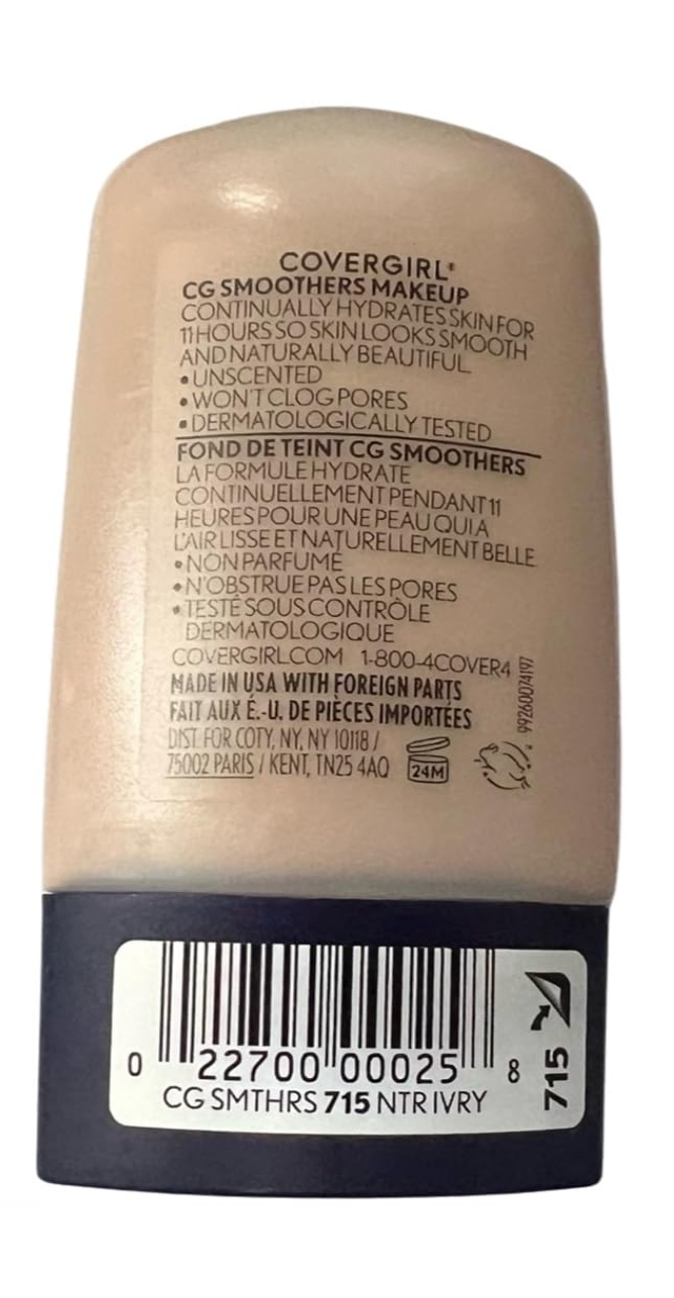 COVERGIRL®
CG SMOOTHERS MAKEUP
CONTINUALLY HYDRATES SKIN FOR
11 HOURS SO SKIN LOOKS SMOOTH
AND NATURALLY BEAUTIFUL.
• UNSCENTED
• WON'T CLOG PORES
• DERMATOLOGICALLY TESTED
FOND DE TEINT CG SMOOTHERS
LA FORMULE HYDRATE
CONTINUELLEMENT PENDANT 11
HEURES POUR UNE PEAU QUI A
L'AIR LISSE ET NATURELLEMENT BELLE
• NON PARFUMÉ
• N'OBSTRUE PAS LES PORES
• TESTÉ SOUS CONTRÔLE
DERMATOLOGIQUE
COVERGIRL.COM 1-800-4COVER4
MADE IN USA WITH FOREIGN PARTS
FAIT AUX É.-U. DE PIÈCES IMPORTÉES
DIST. FOR COTY, NY, NY 10118 /
75002 PARIS / KENT, TN25 4AQ
24M
99260074197
0 22700 00025 8
CG SMTHRS 715 NTR IVRY
715